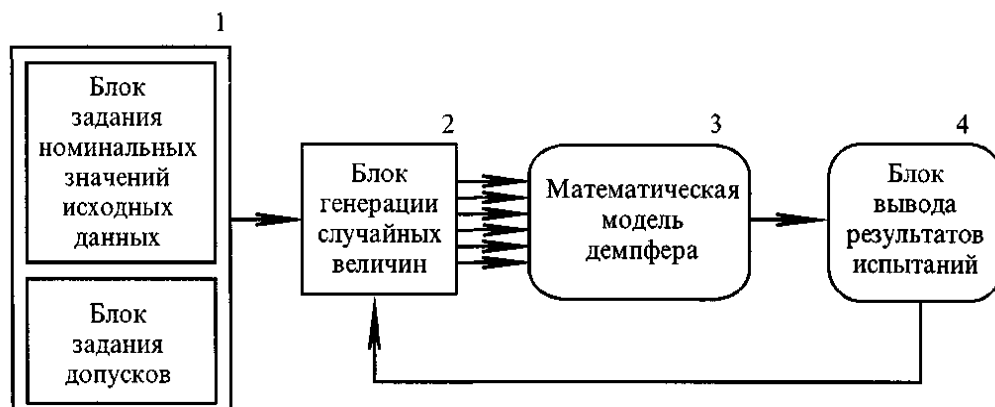 1
Блок
задания
номинальных
значений
исходных
данных
Блок
задания
допусков
2
Блок
генерации
случайных
величин
3
Математическая
модель
демпфера
4
Блок
вывода
результатов
испытаний